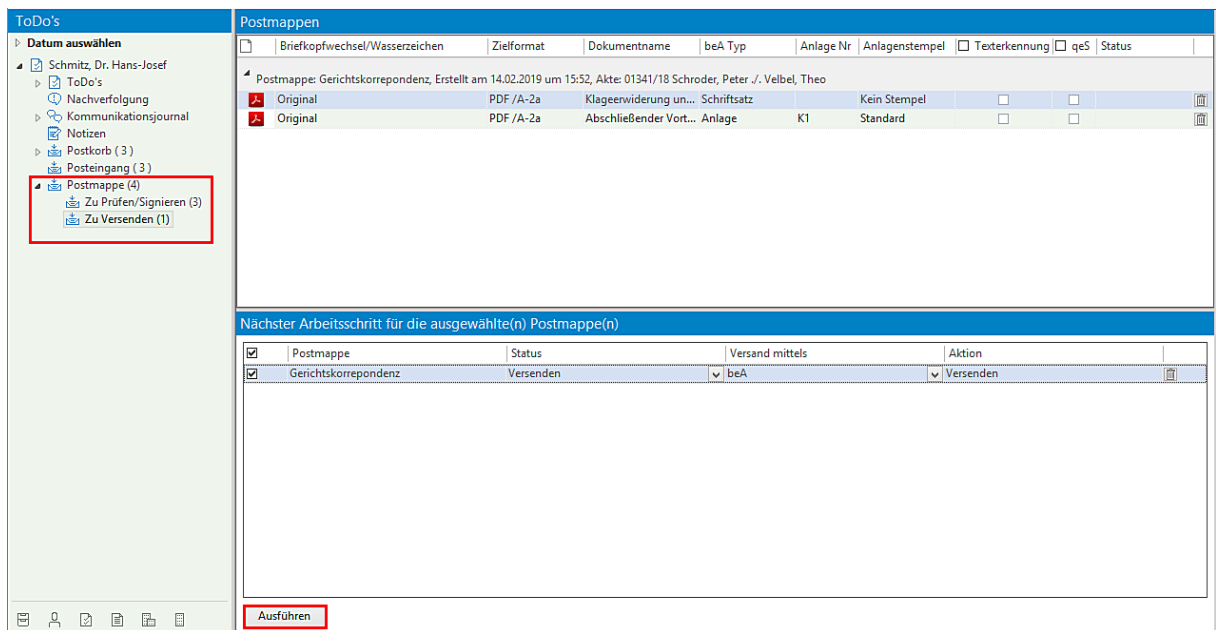 ToDo's
Datum auswählen
Schmitz, Dr. Hans-Josef
ToDo's
Nachverfolgung
Kommunikationsjournal
Notizen
Postkorb ( 3 )
Posteingang ( 3 )
Postmappe (4)
Zu Prüfen/Signieren (3)
Zu Versenden (1)
Postmappen
Briefkopfwechsel/Wasserzeichen Zielformat Dokumentname beA Typ Anlage Nr Anlagenstempel Texterkennung qeS Status
Postmappe: Gerichtskorrepondenz, Erstellt am 14.02.2019 um 15:52, Akte: 01341/18 Schroder, Peter ./. Velbel, Theo
Original PDF /A-2a Klageerwiderung un... Schriftsatz Kein Stempel
Original PDF /A-2a Abschließender Vort... Anlage K1 Standard
Nächster Arbeitsschritt für die ausgewählte(n) Postmappe(n)
Postmappe Status Versand mittels Aktion
Gerichtskorrepondenz Versenden beA Versenden
Ausführen